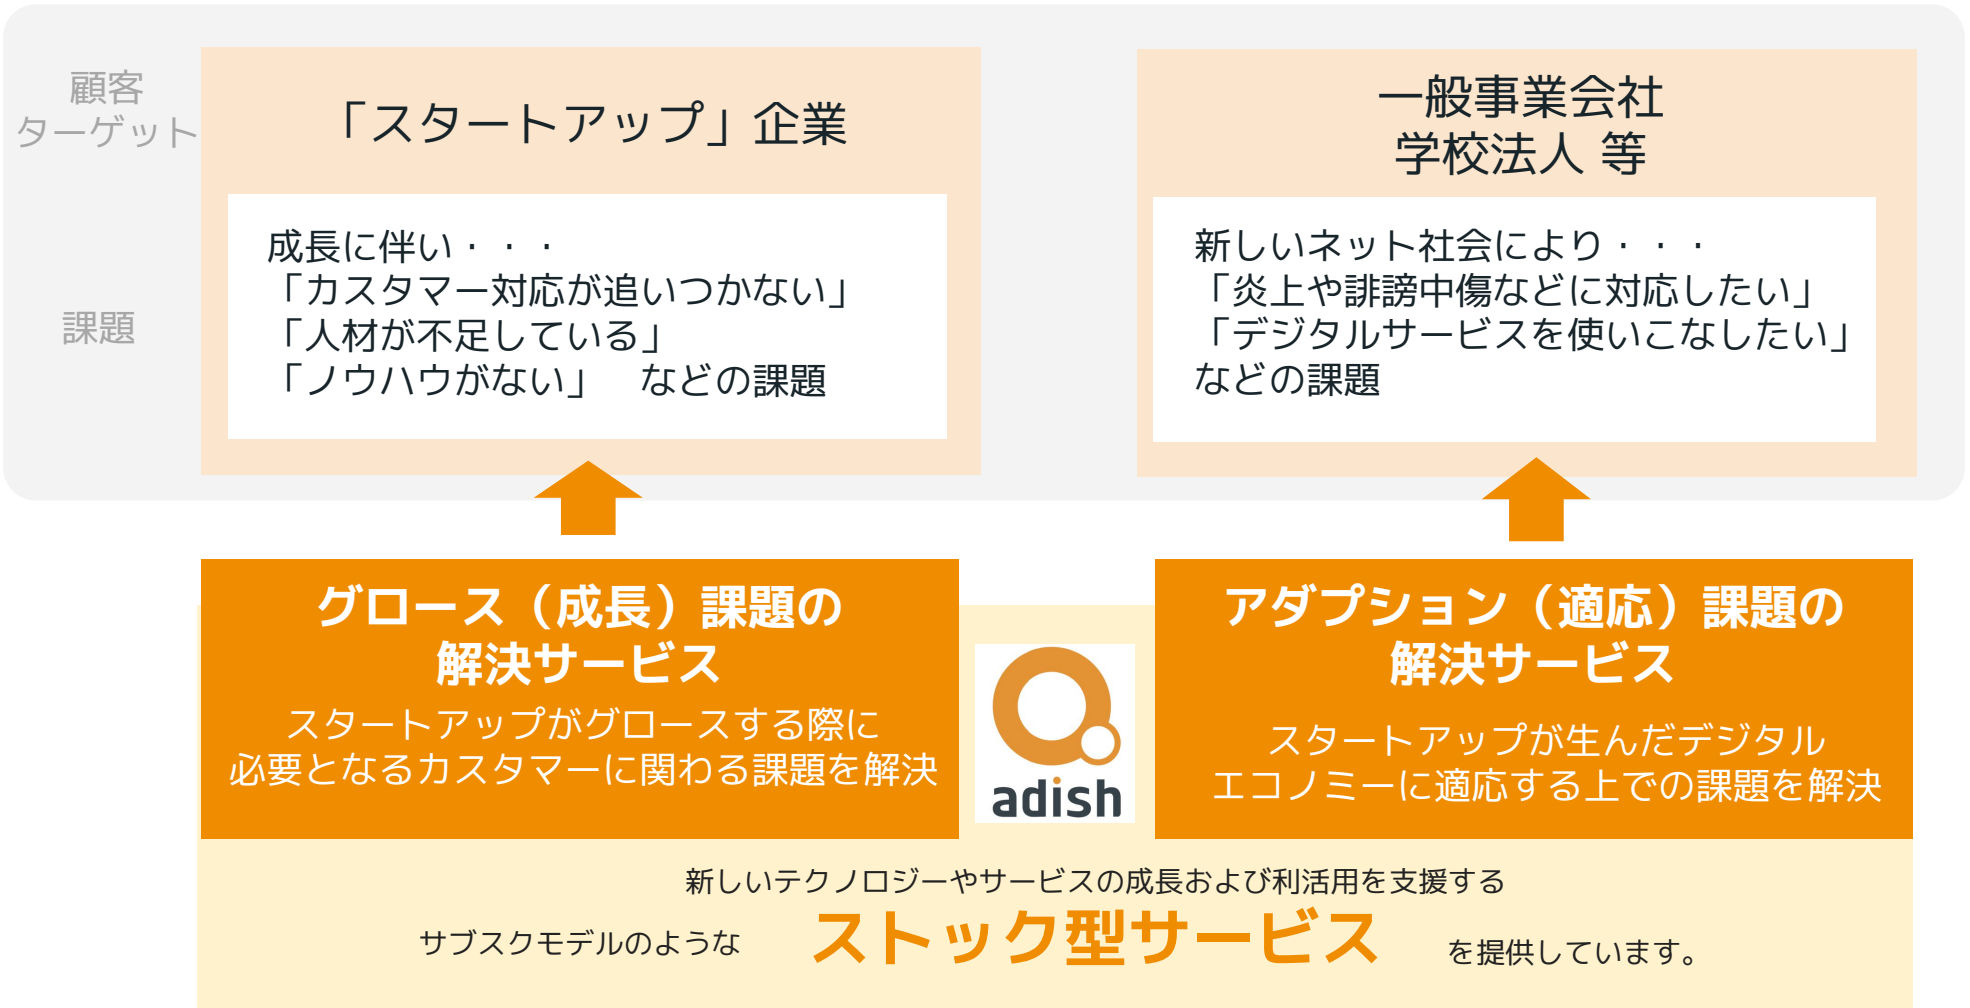 顧客
ターゲット
「スタートアップ」企業
一般事業会社
学校法人 等
課題
成長に伴い・・・
「カスタマー対応が追いつかない」
「人材が不足している」
「ノウハウがない」　などの課題
新しいネット社会により・・・
「炎上や誹謗中傷などに対応したい」
「デジタルサービスを使いこなしたい」
などの課題
グロース（成長）課題の
解決サービス
スタートアップがグロースする際に
必要となるカスタマーに関わる課題を解決
adish
アダプション（適応）課題の
解決サービス
スタートアップが生んだデジタル
エコノミーに適応する上での課題を解決
新しいテクノロジーやサービスの成長および利活用を支援する
サブスクモデルのような ストック型サービス を提供しています。